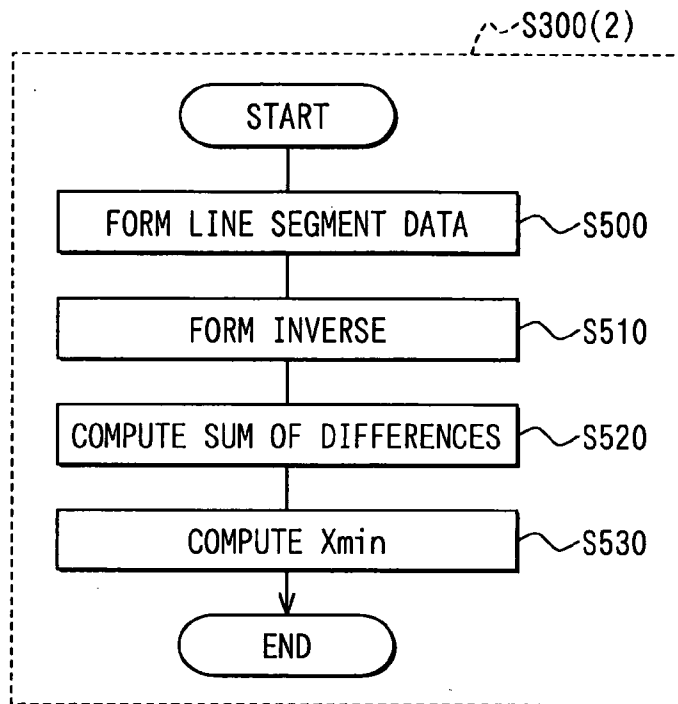 S300(2)
START
FORM LINE SEGMENT DATA
S500
FORM INVERSE
S510
COMPUTE SUM OF DIFFERENCES
S520
COMPUTE Xmin
S530
END